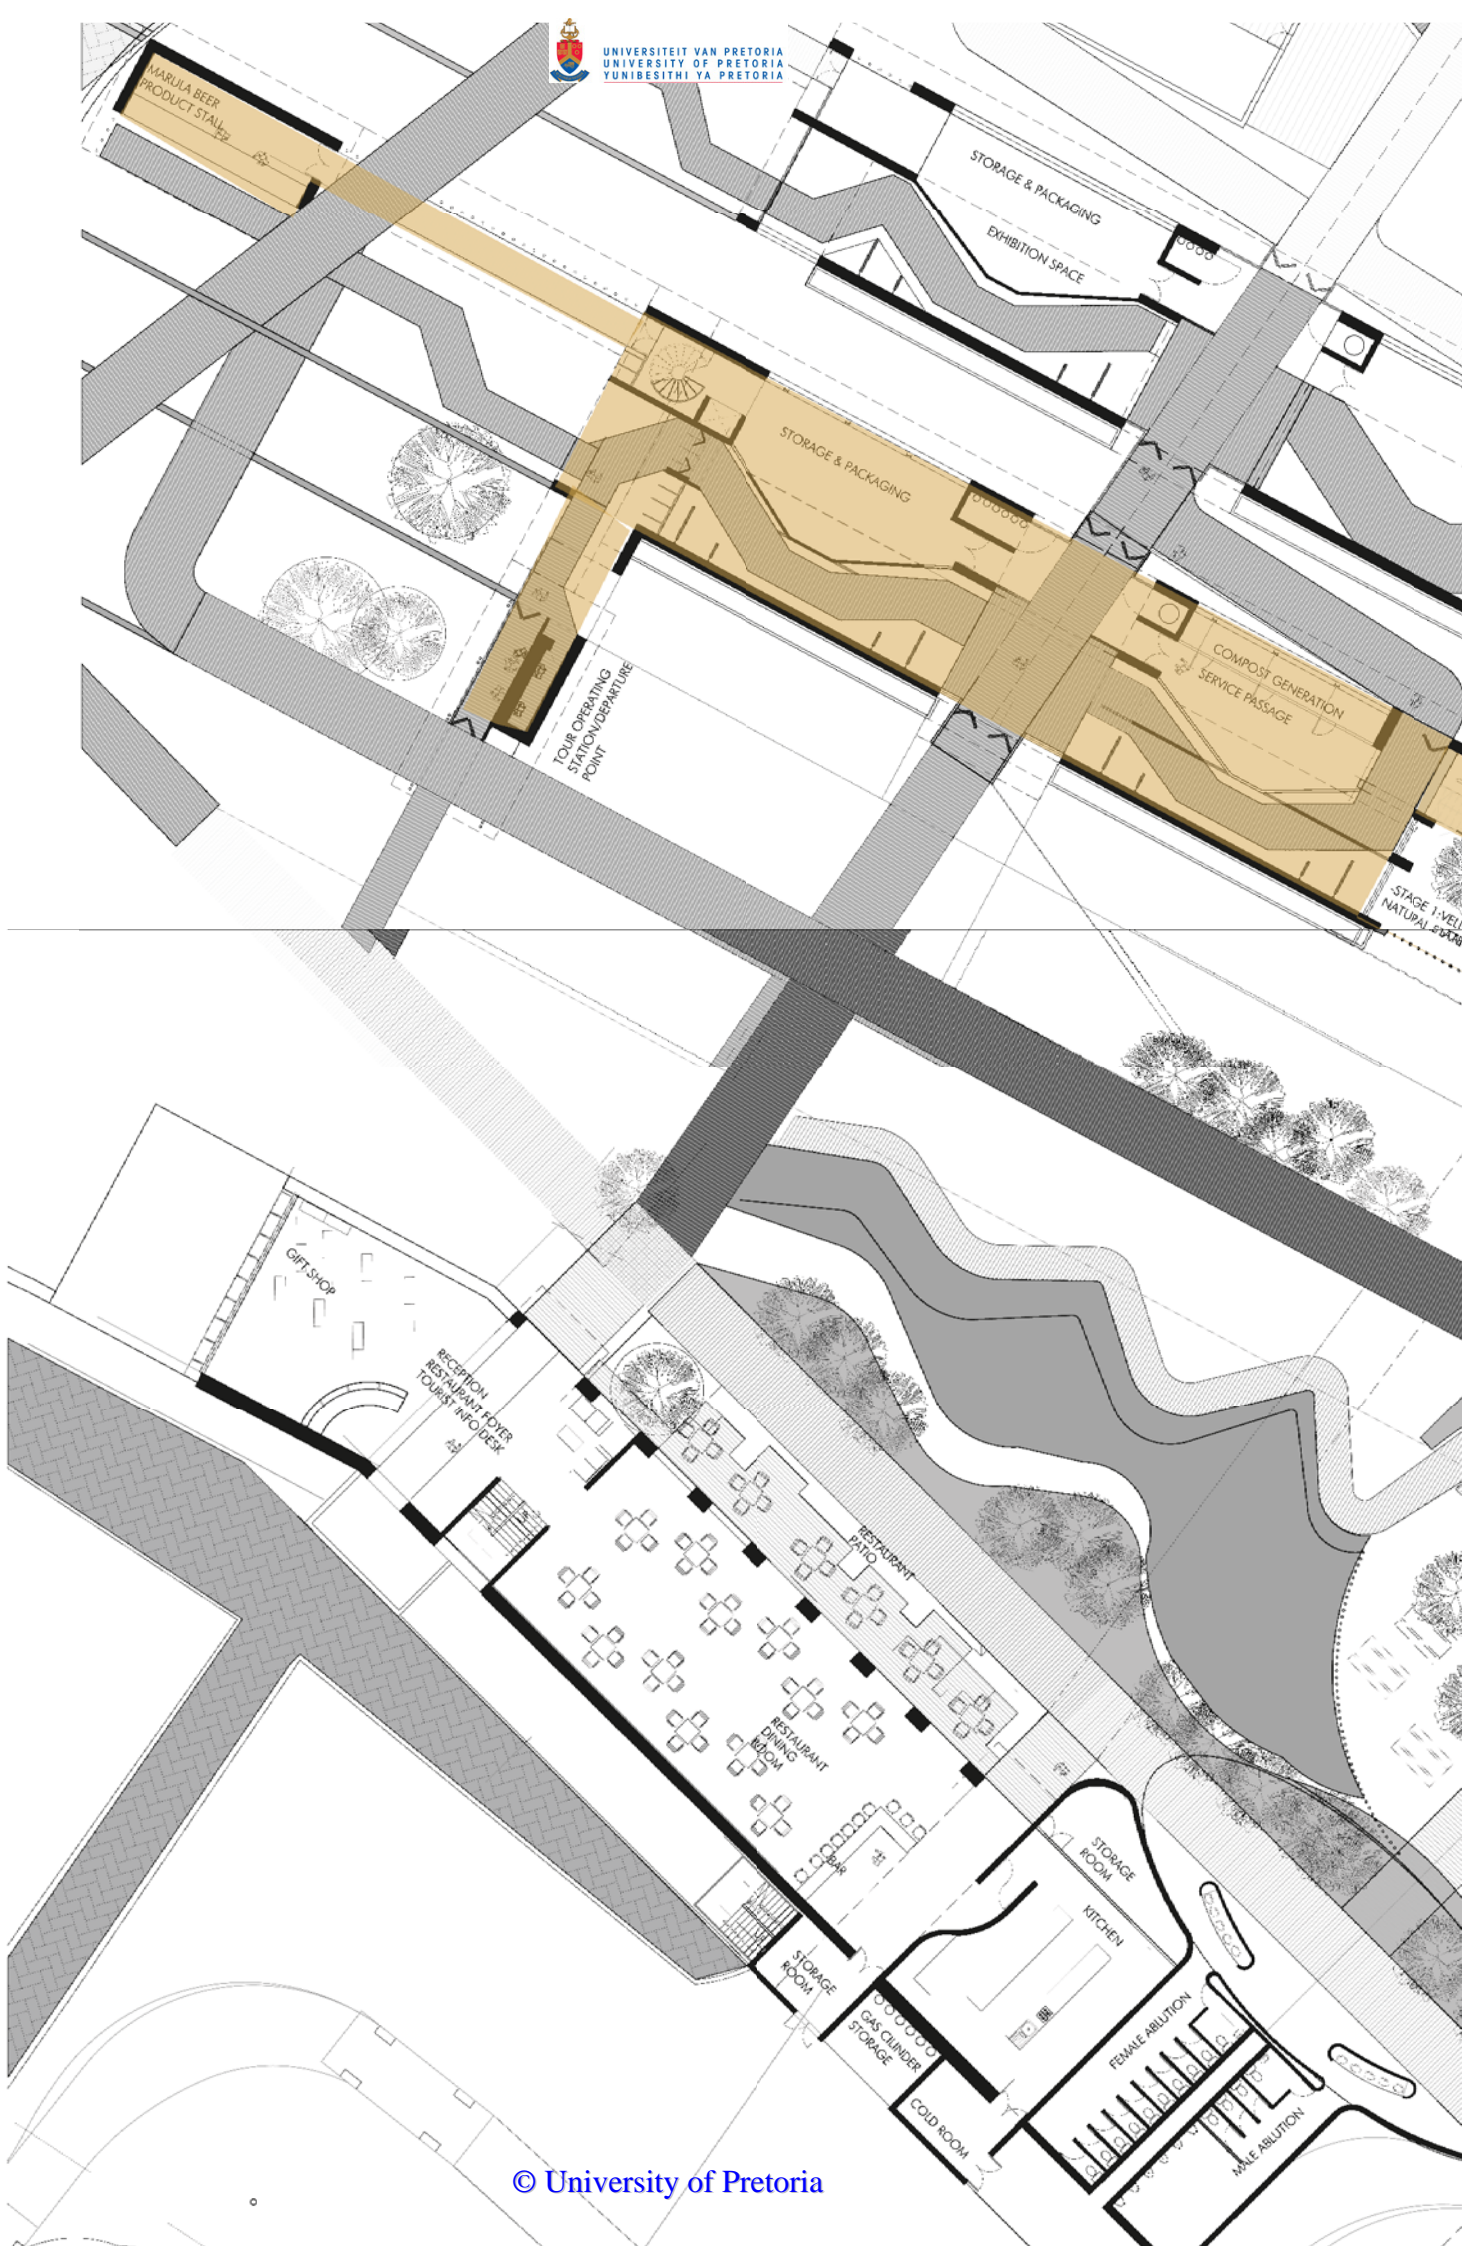 UNIVERSITEIT VAN PRETORIA
UNIVERSITY OF PRETORIA
YUNIBESITHI YA PRETORIA
MARULA BEER
PRODUCT STALL
STORAGE & PACKAGING
EXHIBITION SPACE
STORAGE & PACKAGING
COMPOST GENERATION
SERVICE PASSAGE
TOUR OPERATING
STATION/DEPARTURE
POINT
STAGE 1:
GIFT SHOP
RECEPTION
RESTAURANT FOYER
TOURIST INFO DESK
RESTAURANT
PATIO
RESTAURANT
DINING
ROOM
BAR
STORAGE
ROOM
KITCHEN
STORAGE
ROOM
GAS CILINDER
STORAGE
FEMALE ABLUTION
COLD ROOM
MALE ABLUTION
© University of Pretoria